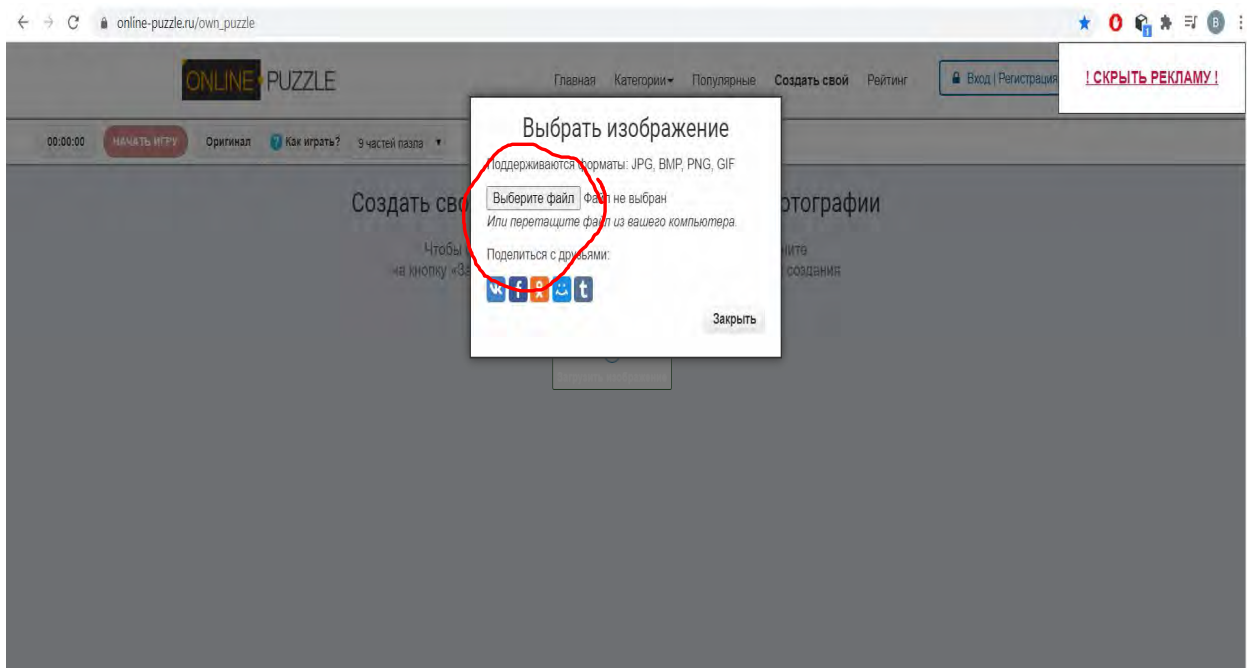 online-puzzle.ru/own_puzzle
B
1
ONLINE PUZZLE
Главная Категории Популярные Создать свой Рейтинг
Вход | Регистрация
! СКРЫТЬ РЕКЛАМУ !
00:00:00 НАЧАТЬ ИГРУ Оригинал ? Как играть? 9 частей пазла
Выбрать изображение
Поддерживаются форматы: JPG, BMP, PNG, GIF
Выберите файл Файл не выбран
Или перетащите файл из вашего компьютера.
Поделиться с друзьями:
Закрыть
Создать сво
отографии
Чтобы
ните
на кнопку «За
создания